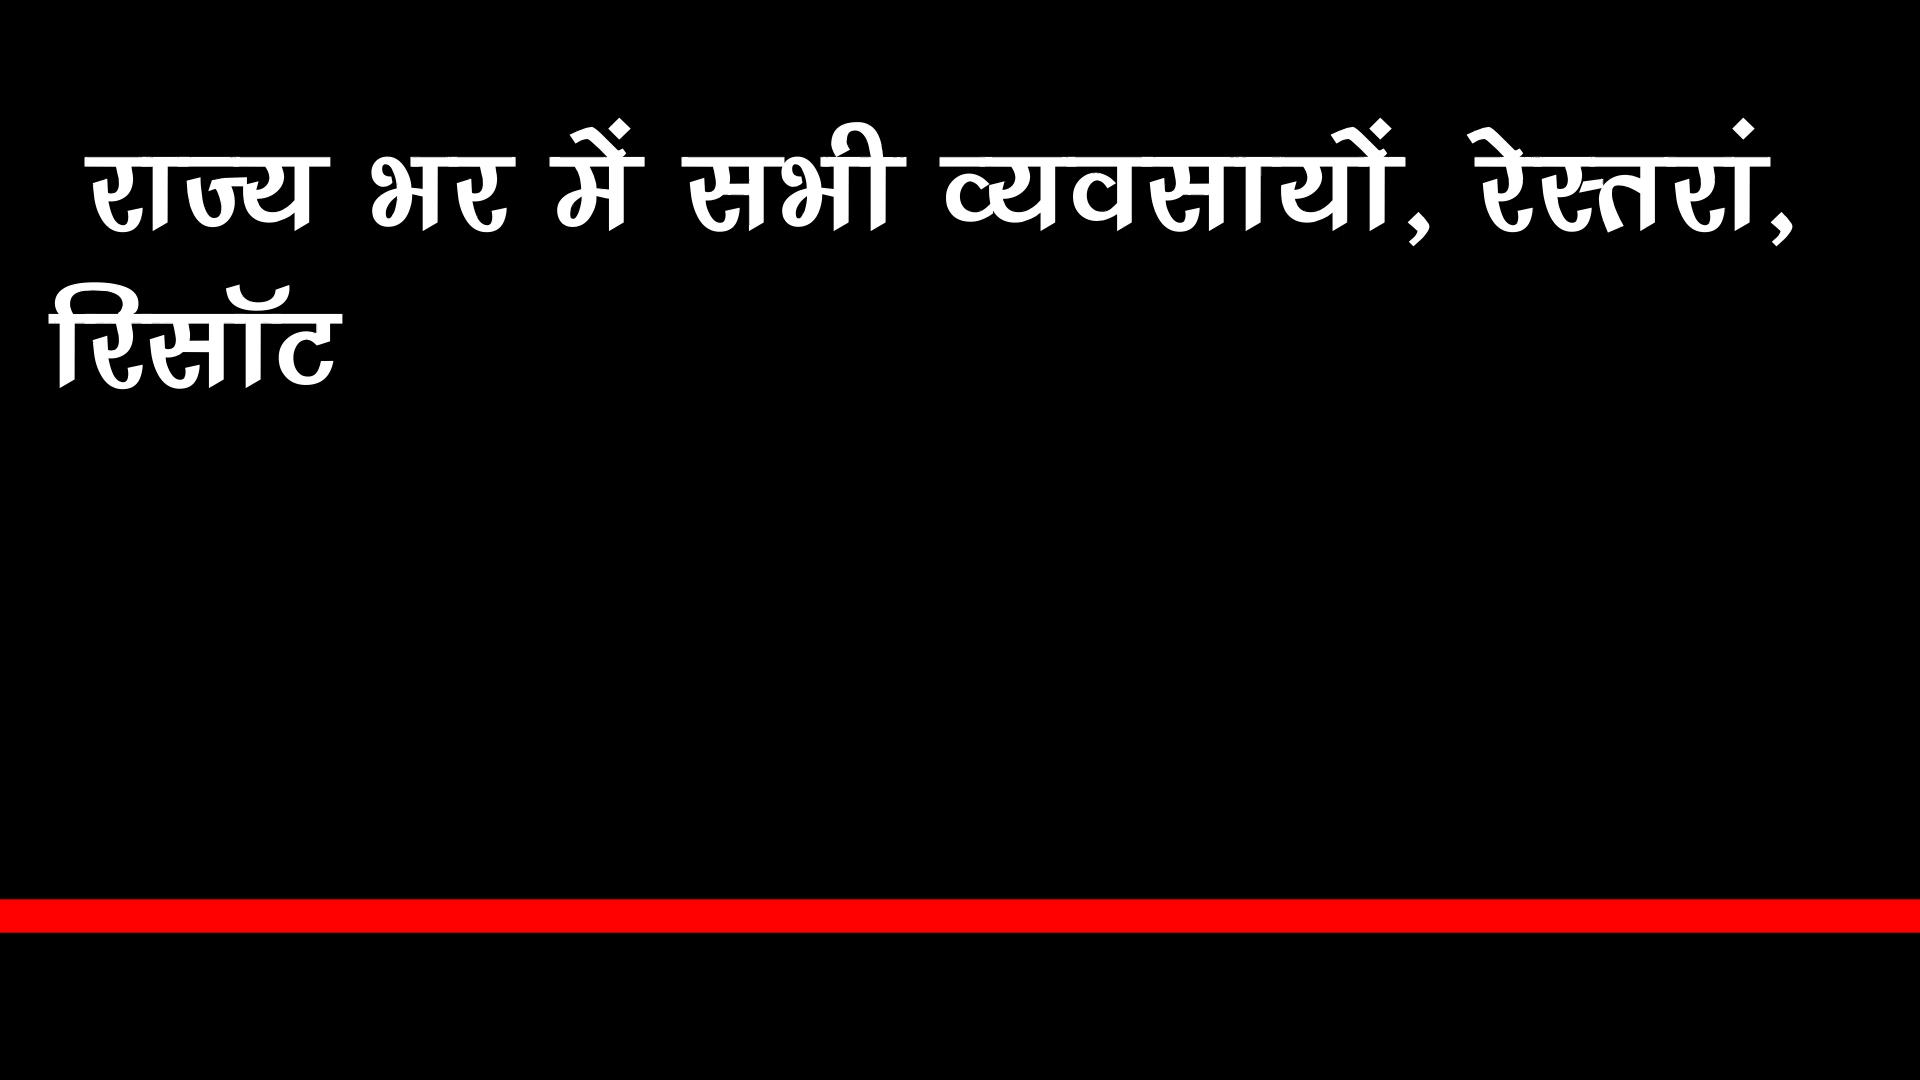 राज्य भर में सभी व्यवसायों, रेस्तरां,
रिसॉट